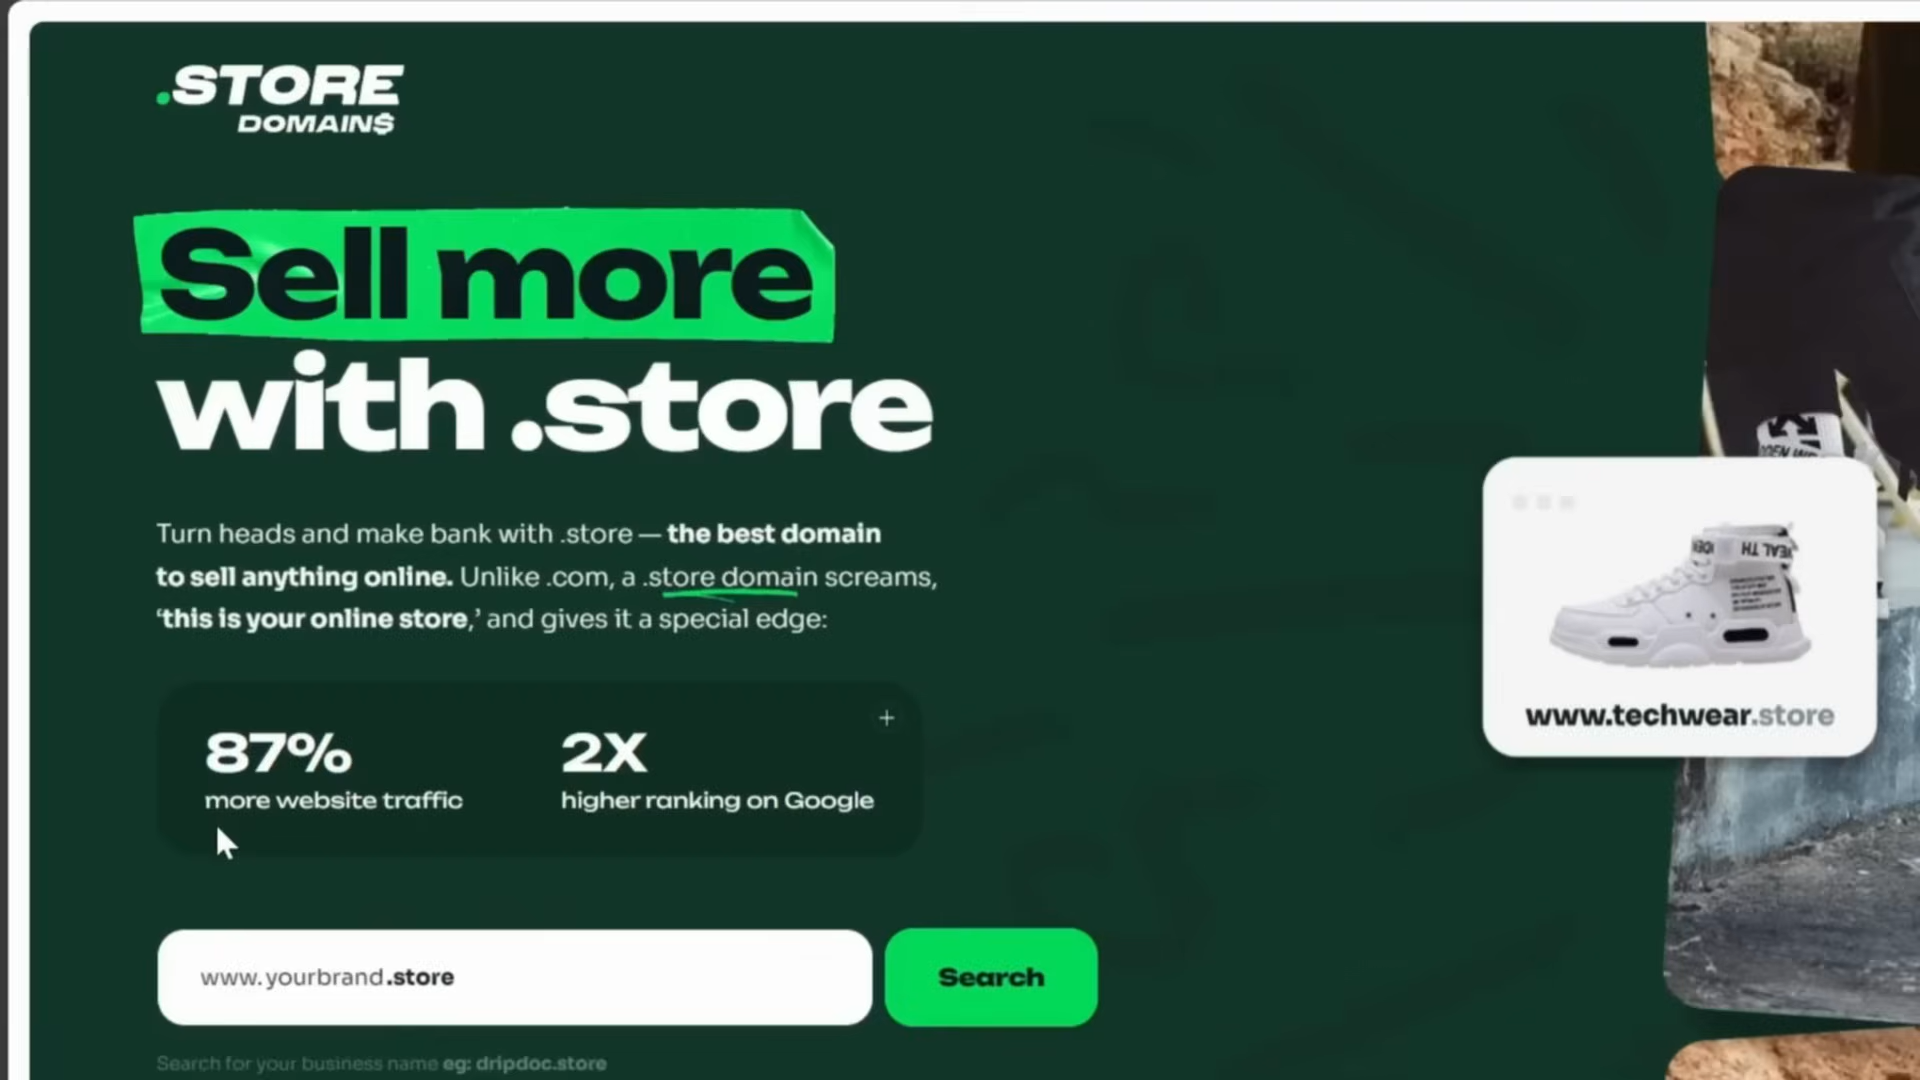 .STORE
DOMAIN$
Sell more
with .store
Turn heads and make bank with .store — the best domain
to sell anything online. Unlike .com, a .store domain screams,
‘this is your online store,’ and gives it a special edge:
87%
more website traffic
2X
higher ranking on Google
www.yourbrand.store
Search
Search for your business name eg: dripdoc.store
www.techwear.store